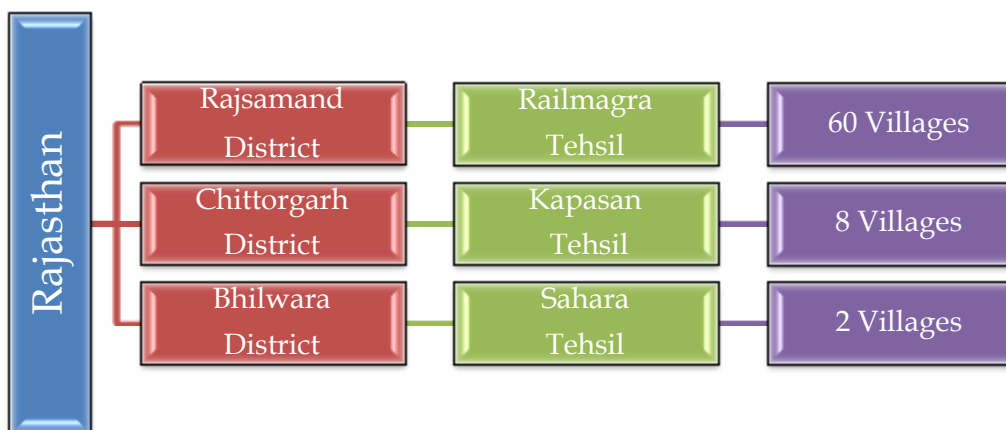 Rajasthan
Rajsamand
District
Railmagra
Tehsil
60 Villages
Chittorgarh
District
Kapasan
Tehsil
8 Villages
Bhilwara
District
Sahara
Tehsil
2 Villages